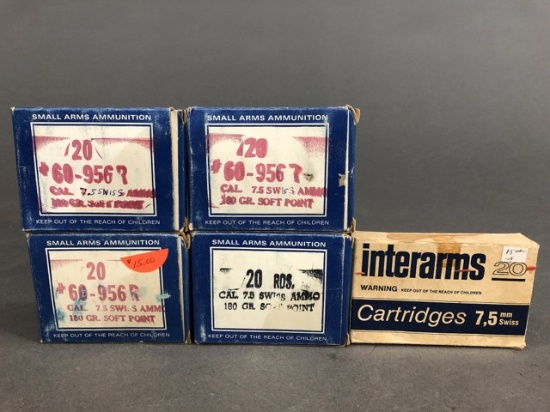 SMALL ARMS AMMUNITION
20
#60-956 R
CAL. 7.5 SWISS AMMO
180 GR. SOFT POINT
KEEP OUT OF THE REACH OF CHILDREN
SMALL ARMS AMMUNITION
20
#60-956 R
CAL. 7.5 SWISS AMMO
180 GR. SOFT POINT
KEEP OUT OF THE REACH OF CHILDREN
SMALL ARMS AMMUNITION
$15.00
20
#60-956 R
CAL. 7.5 SWISS AMMO
180 GR. SOFT POINT
KEEP OUT OF THE REACH OF CHILDREN
SMALL ARMS AMMUNITION
20 RDS.
CAL. 7.5 SWISS AMMO
180 GR. SOFT POINT
KEEP OUT OF THE REACH OF CHILDREN
interarms 20
WARNING KEEP OUT OF THE REACH OF CHILDREN.
Cartridges 7,5 mm Swiss